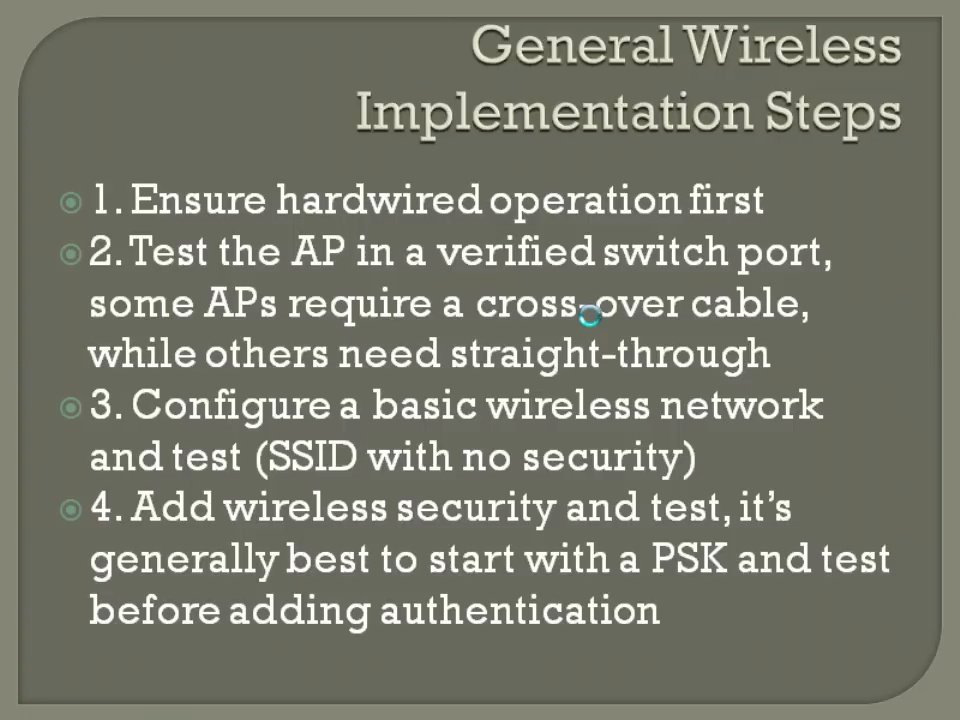 General Wireless
Implementation Steps
1. Ensure hardwired operation first
2. Test the AP in a verified switch port,
some APs require a cross-over cable,
while others need straight-through
3. Configure a basic wireless network
and test (SSID with no security)
4. Add wireless security and test, it’s
generally best to start with a PSK and test
before adding authentication